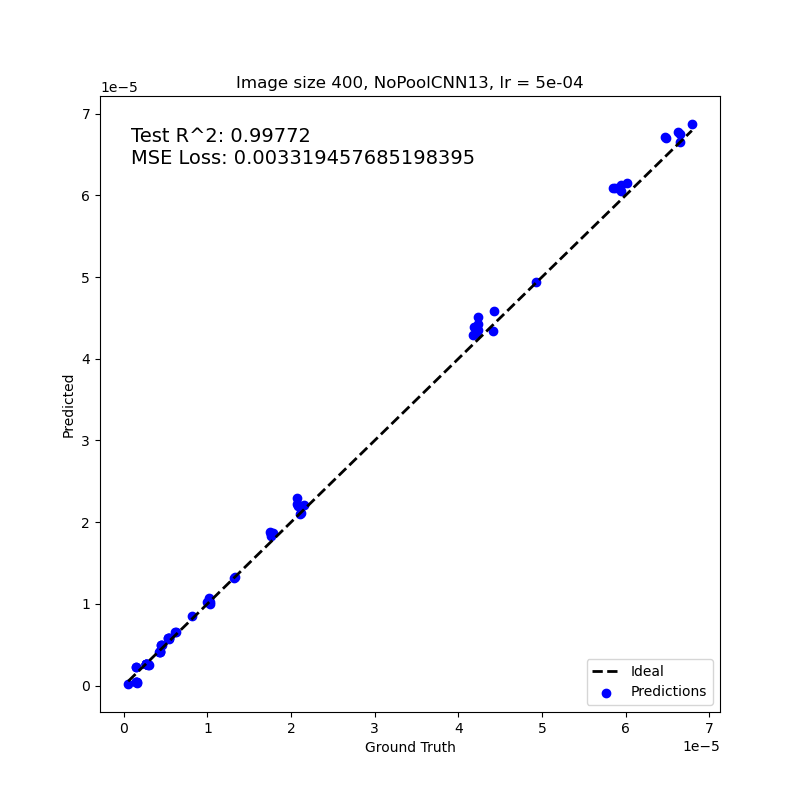 Image size 400, NoPoolCNN13, lr = 5e-04
1e−5
Test R^2: 0.99772
MSE Loss: 0.003319457685198395
7
6
5
4
3
2
1
0
Predicted
Ideal
Predictions
0 1 2 3 4 5 6 7
Ground Truth
1e−5